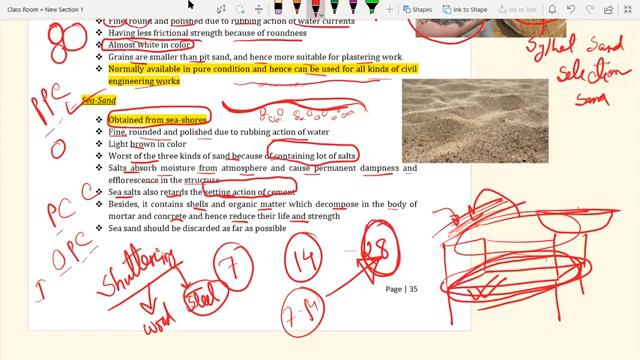 Class Room • New Section 1
Insert Space
Ink to Shapes
Ink to
Fine, round and polished due to rubbing action of water currents
Having less frictional strength because of roundness
Almost white in color
Grains are smaller than pit sand, and hence more suitable for plastering work
Normally available in pure condition and hence can be used for all kinds of civil
engineering works
Sea-Sand
Obtained from sea-shores
Fine, rounded and polished due to rubbing action of water
Light brown in color
Worst of the three kinds of sand because of containing lot of salts
Salts absorb moisture from atmosphere and cause permanent dampness and
efflorescence in the structure
Sea salts also retards the setting action of cement
Besides, it contains shells and organic matter which decompose in the body of
mortar and concrete and hence reduce their life and strength
Sea sand should be discarded as far as possible
Page | 35
80
PPC
O
PC C
OPC
I
Shuttering
wood
steel
7
14
28
Sylhet Sand
Selection
sand